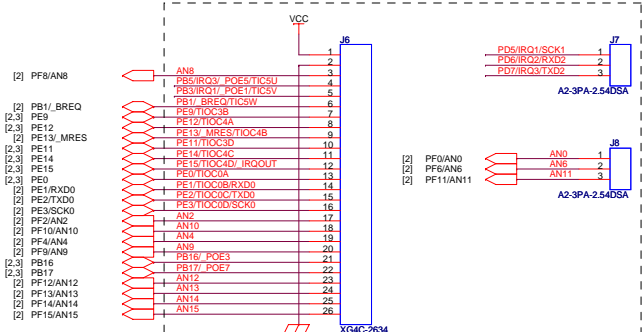 VCC
J6
1
2
[2] PF8/AN8 AN8 3
PB5/IRQ3/_POE5/TIC5U 4
PB3/IRQ1/_POE1/TIC5V 5
[2] PB1/_BREQ PB1/_BREQ/TIC5W 6
[2,3] PE9 PE9/TIC3B 7
[2,3] PE12 PE12/TIC4A 8
[2] PE13/_MRES PE13/_MRES/TIC4B 9
[2,3] PE11 PE11/TIC3D 10
[2,3] PE14 PE14/TIC4C 11
[2,3] PE15 PE15/TIC4D/_IRQOUT 12
[2,3] PE0 PE0/TIOC0A 13
[2] PE1/RXD0 PE1/TIOC0B/RXD0 14
[2] PE2/TXD0 PE2/TIOC0C/TXD0 15
[2] PE3/SCK0 PE3/TIOC0D/SCK0 16
[2] PF2/AN2 AN2 17
[2] PF10/AN10 AN10 18
[2] PF4/AN4 AN4 19
[2] PF9/AN9 AN9 20
[2,3] PB16 PB16/_POE3 21
[2,3] PB17 PB17/_POE7 22
[2] PF12/AN12 AN12 23
[2] PF13/AN13 AN13 24
[2] PF14/AN14 AN14 25
[2] PF15/AN15 AN15 26
XG4C-2634
J7
PD5/IRQ1/SCK1 1
PD6/IRQ2/RXD2 2
PD7/IRQ3/TXD2 3
A2-3PA-2.54DSA
J8
[2] PF0/AN0 AN0 1
[2] PF6/AN6 AN6 2
[2] PF11/AN11 AN11 3
A2-3PA-2.54DSA